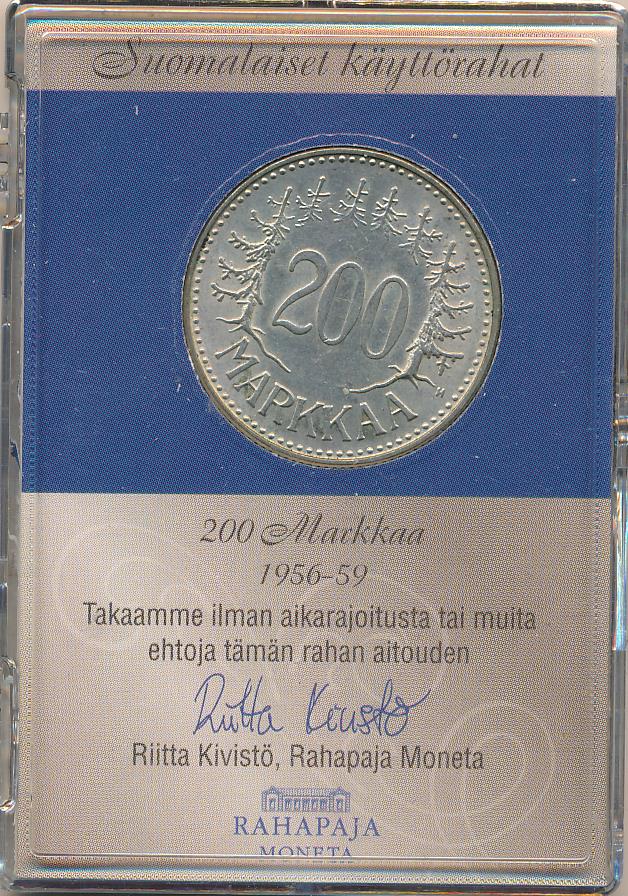 Suomalaiset käyttörahat
200
MARKKAA
H
200 Markkaa
1956-59
Takaamme ilman aikarajoitusta tai muita
ehtoja tämän rahan aitouden
Riitta Kivistö
Riitta Kivistö, Rahapaja Moneta
RAHAPAJA
MONETA